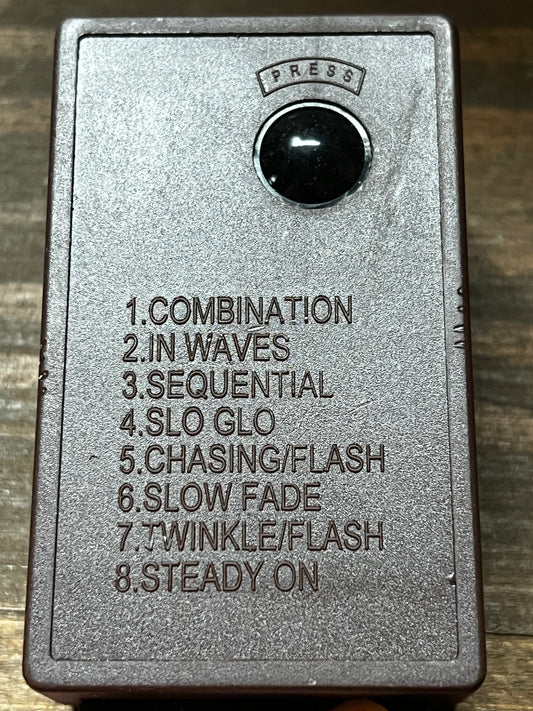 PRESS
1.COMBINATION
2.IN WAVES
3.SEQUENTIAL
4.SLO GLO
5.CHASING/FLASH
6.SLOW FADE
7.TWINKLE/FLASH
8.STEADY ON